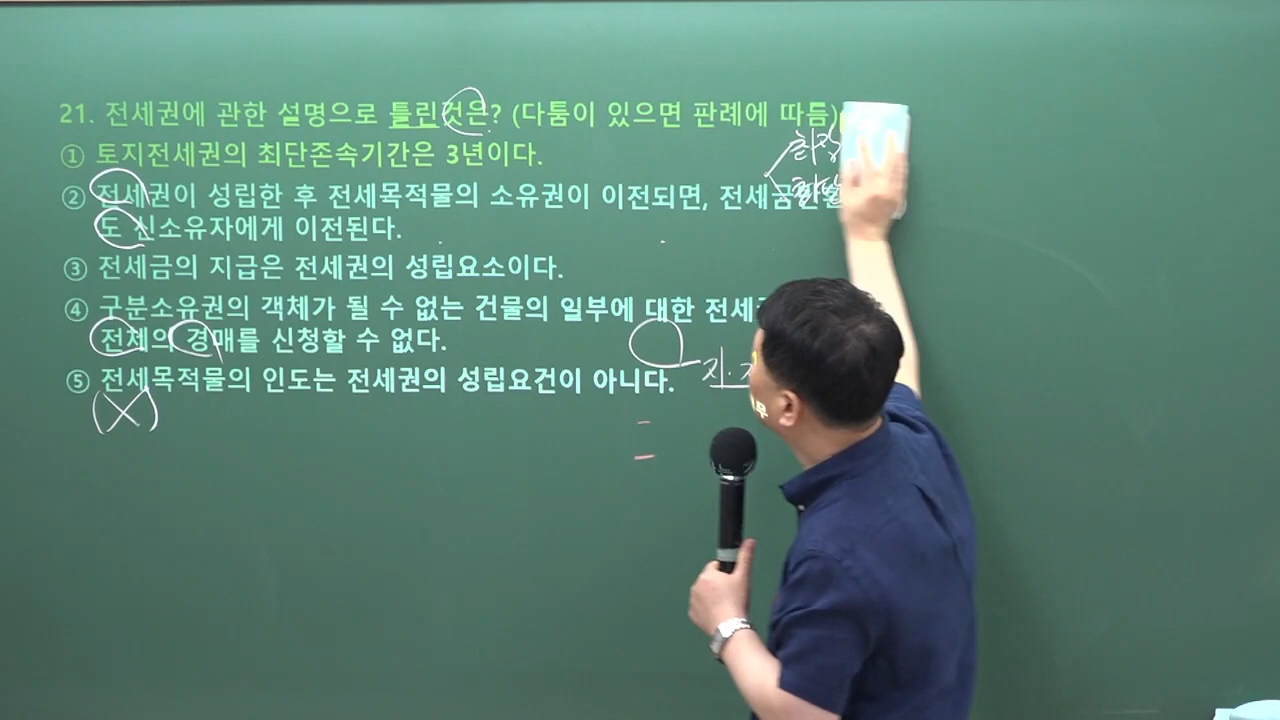 21. 전세권에 관한 설명으로 틀린것은? (다툼이 있으면 판례에 따름)
① 토지전세권의 최단존속기간은 3년이다.
② 전세권이 성립한 후 전세목적물의 소유권이 이전되면, 전세금반환
도 신소유자에게 이전된다.
③ 전세금의 지급은 전세권의 성립요소이다.
④ 구분소유권의 객체가 될 수 없는 건물의 일부에 대한 전세
전체의 경매를 신청할 수 없다.
⑤ 전세목적물의 인도는 전세권의 성립요건이 아니다.
(X)